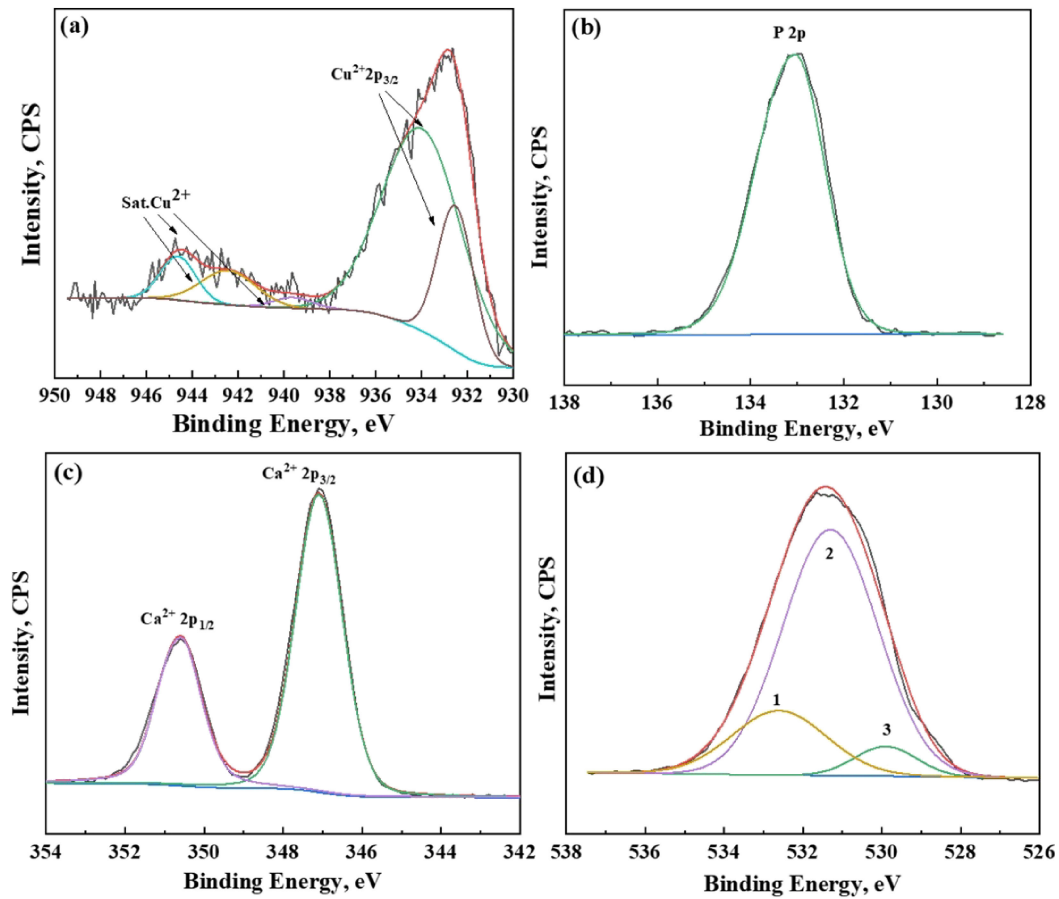 (a)
Cu²⁺2p₃/₂
Sat.Cu²⁺
Intensity, CPS
950 948 946 944 942 940 938 936 934 932 930
Binding Energy, eV
(b)
P 2p
Intensity, CPS
138 136 134 132 130 128
Binding Energy, eV
(c)
Ca²⁺ 2p₃/₂
Ca²⁺ 2p₁/₂
Intensity, CPS
354 352 350 348 346 344 342
Binding Energy, eV
(d)
2
1
3
Intensity, CPS
538 536 534 532 530 528 526
Binding Energy, eV